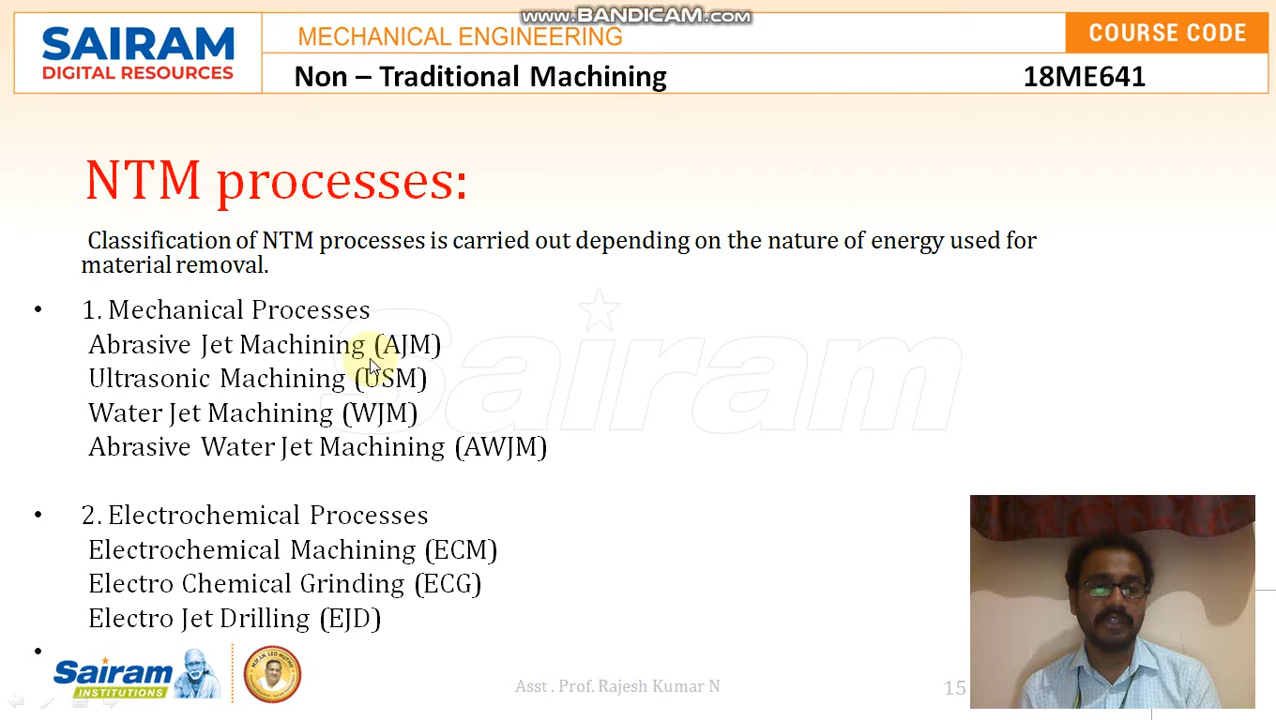 www.BANDICAM.com
SAIRAM
DIGITAL RESOURCES
MECHANICAL ENGINEERING
COURSE CODE
Non – Traditional Machining
18ME641
NTM processes:
Classification of NTM processes is carried out depending on the nature of energy used for
material removal.
• 1. Mechanical Processes
Abrasive Jet Machining (AJM)
Ultrasonic Machining (USM)
Water Jet Machining (WJM)
Abrasive Water Jet Machining (AWJM)
Sairam
• 2. Electrochemical Processes
Electrochemical Machining (ECM)
Electro Chemical Grinding (ECG)
Electro Jet Drilling (EJD)
•
Sairam
INSTITUTIONS
Asst . Prof. Rajesh Kumar N
15